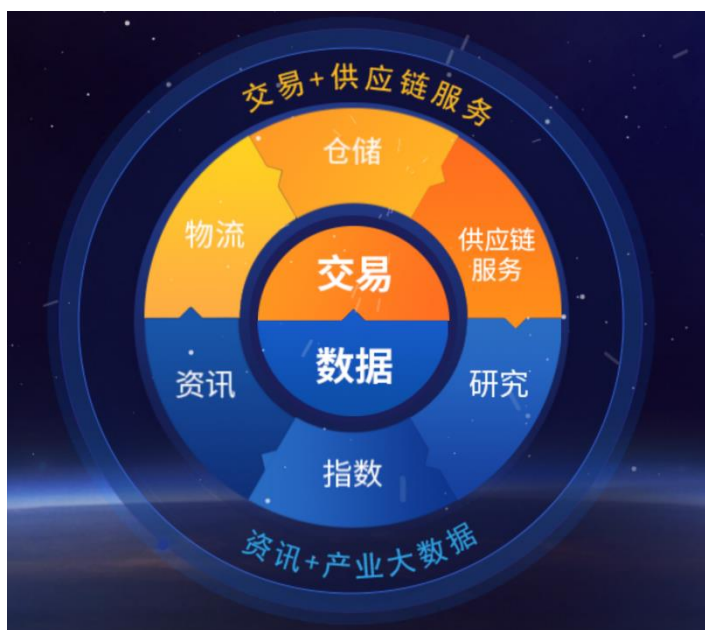 交易+供应链服务
仓储
物流
供应链
服务
交易
数据
资讯
研究
指数
资讯+产业大数据